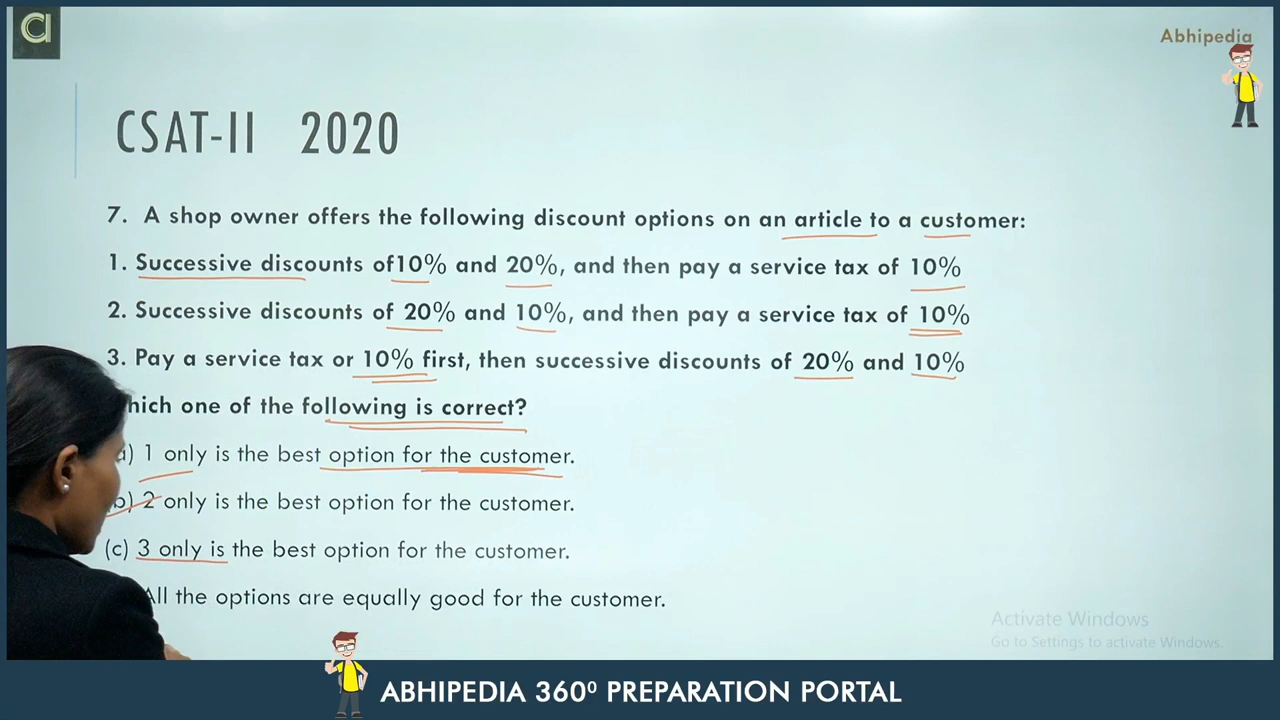 Abhipedia
CSAT-II 2020
7. A shop owner offers the following discount options on an article to a customer:
1. Successive discounts of10% and 20%, and then pay a service tax of 10%
2. Successive discounts of 20% and 10%, and then pay a service tax of 10%
3. Pay a service tax or 10% first, then successive discounts of 20% and 10%
hich one of the following is correct?
a) 1 only is the best option for the customer.
b) 2 only is the best option for the customer.
(c) 3 only is the best option for the customer.
All the options are equally good for the customer.
Activate Windows
Go to Settings to activate Windows.
ABHIPEDIA 360⁰ PREPARATION PORTAL